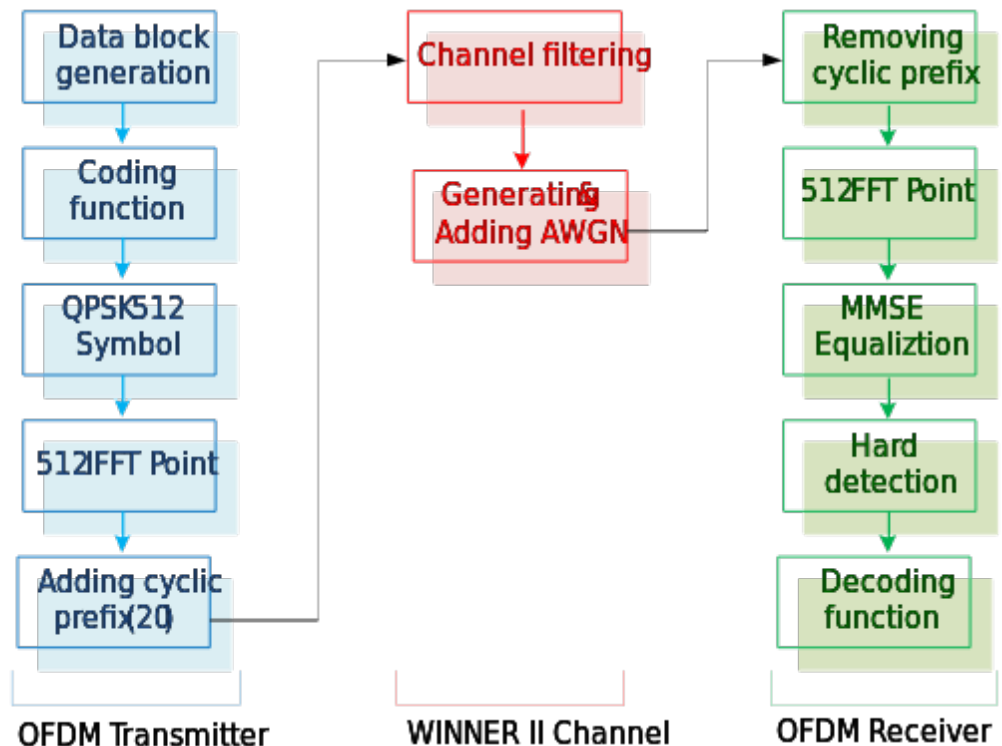 Data block
generation
Coding
function
QPSK512
Symbol
512IFFT Point
Adding cyclic
prefix(20)
OFDM Transmitter
Channel filtering
Generating&
Adding AWGN
WINNER II Channel
Removing
cyclic prefix
512FFT Point
MMSE
Equaliztion
Hard
detection
Decoding
function
OFDM Receiver